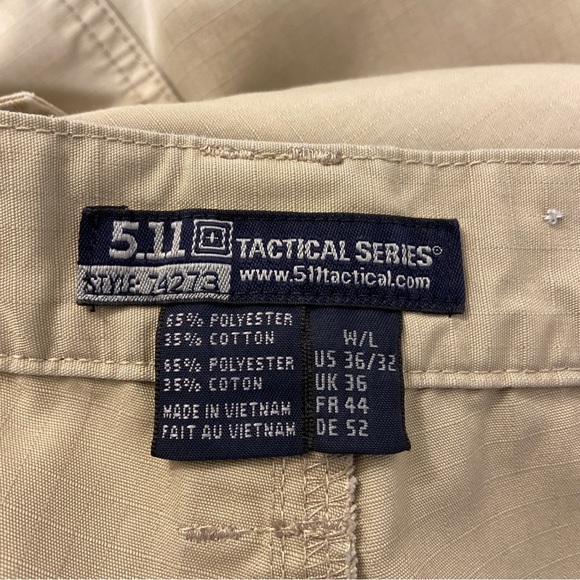 5.11 TACTICAL SERIES®
STYLE 74273 www.511tactical.com
65% POLYESTER
35% COTTON
65% POLYESTER
35% COTON
MADE IN VIETNAM
FAIT AU VIETNAM
W/L
US 36/32
UK 36
FR 44
DE 52